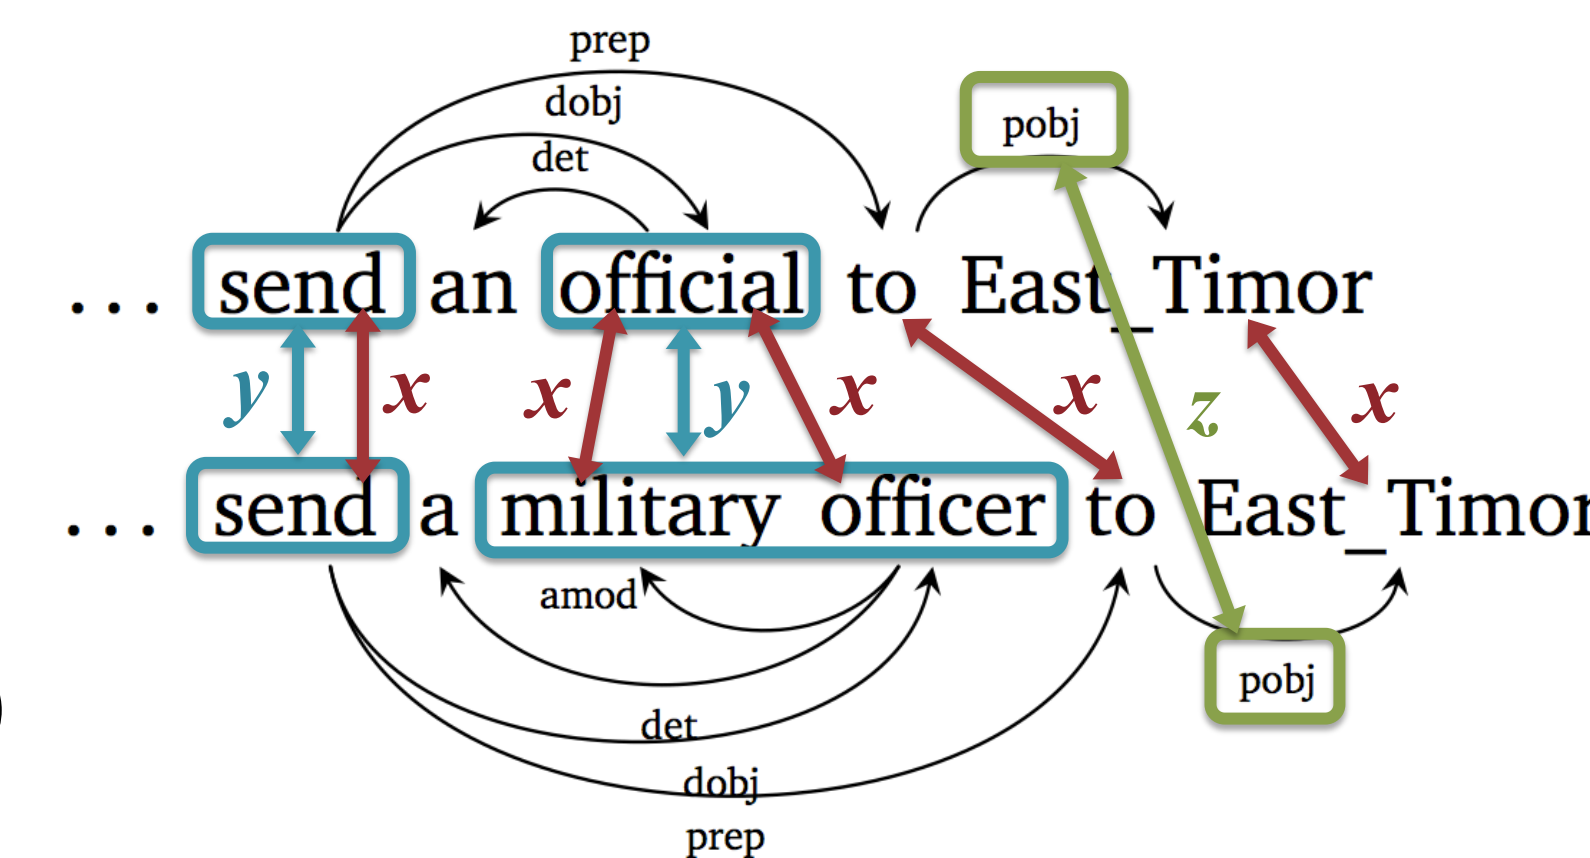 prep
dobj
pobj
det
... send an official to East_Timor
y x x y x x z x
... send a military officer to East_Timor
amod
pobj
det
dobj
prep
)